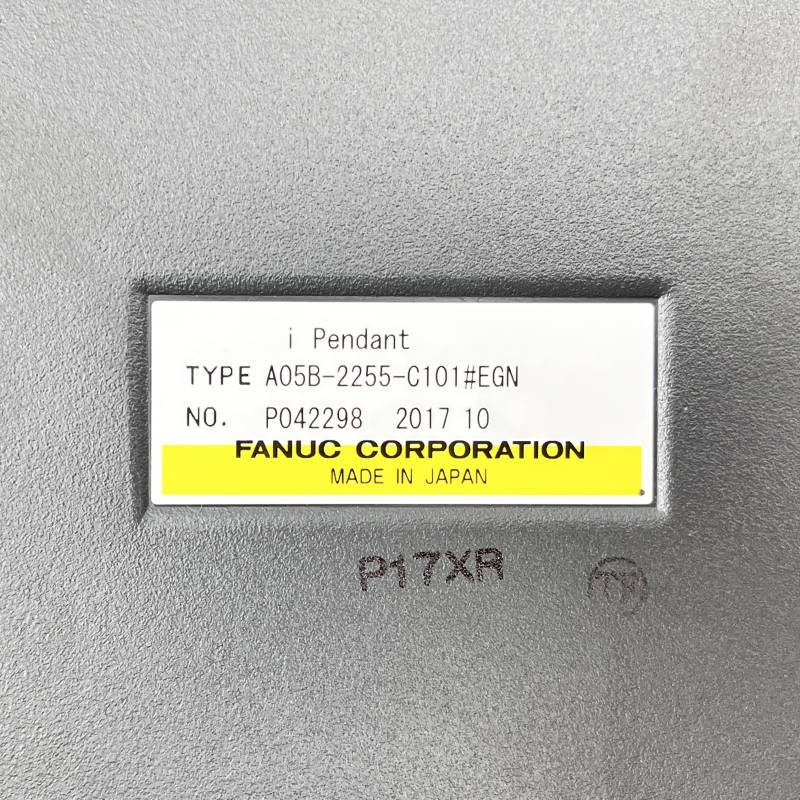 i Pendant
TYPE A05B-2255-C101#EGN
NO. P042298 2017 10
FANUC CORPORATION
MADE IN JAPAN
P17XR